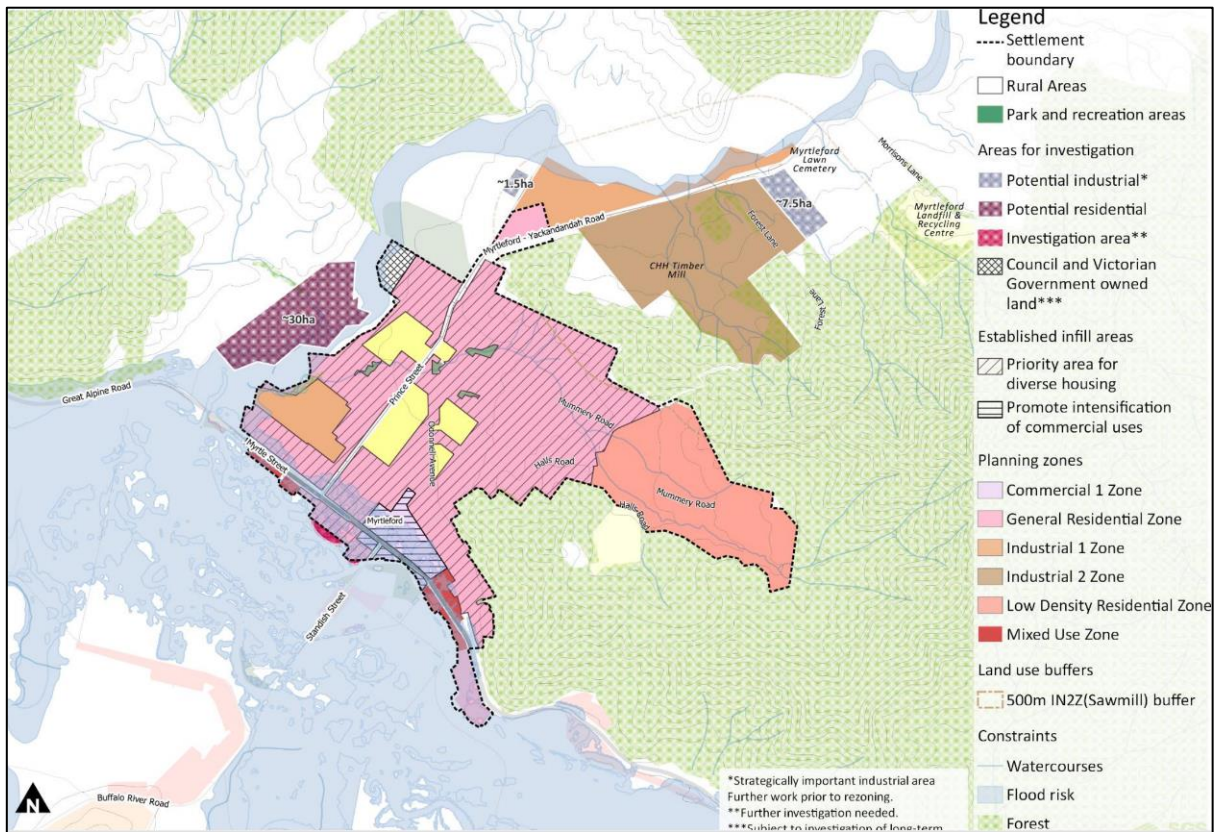 Legend
Settlement
boundary
Rural Areas
Park and recreation areas
Areas for investigation
Potential industrial*
Potential residential
Investigation area**
Council and Victorian
Government owned
land***
Established infill areas
Priority area for
diverse housing
Promote intensification
of commercial uses
Planning zones
Commercial 1 Zone
General Residential Zone
Industrial 1 Zone
Industrial 2 Zone
Low Density Residential Zone
Mixed Use Zone
Land use buffers
500m IN2Z(Sawmill) buffer
Constraints
Watercourses
Flood risk
Forest
Myrtleford
Lawn
Cemetery
Morrisons Lane
~1.5ha
~7.5ha
Myrtleford
Landfill &
Recycling
Centre
Myrtleford - Yackandandah Road
Forest Lane
CHH Timber
Mill
Forest Lane
~30ha
Great Alpine Road
Prince Street
Mummery Road
Odonnell Avenue
Myrtle Street
Halls Road
Mummery Road
Halls Road
Myrtleford
Standish Street
Buffalo River Road
N
*Strategically important industrial area
Further work prior to rezoning.
**Further investigation needed.
***Subject to investigation of long-term
SGS